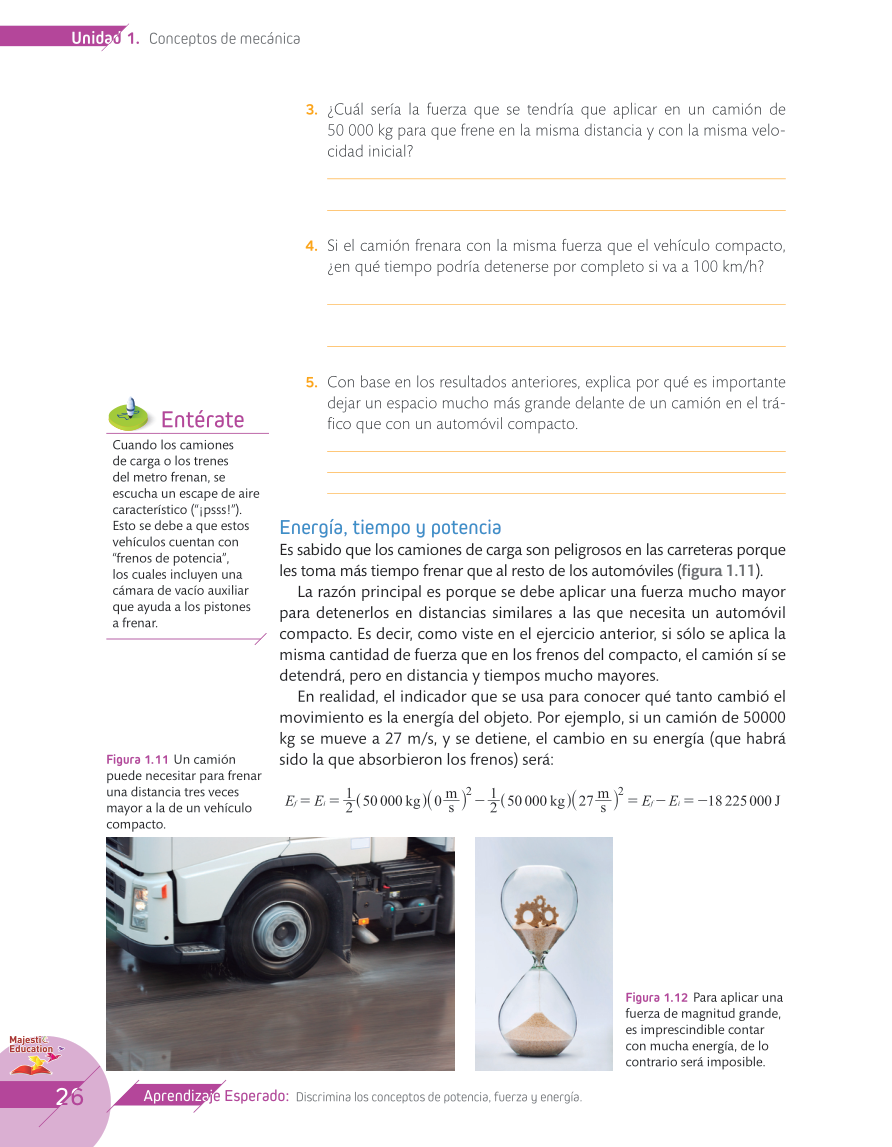 Unidad 1. Conceptos de mecánica
3. ¿Cuál sería la fuerza que se tendría que aplicar en un camión de
50 000 kg para que frene en la misma distancia y con la misma velo-
cidad inicial?
4. Si el camión frenara con la misma fuerza que el vehículo compacto,
¿en qué tiempo podría detenerse por completo si va a 100 km/h?
5. Con base en los resultados anteriores, explica por qué es importante
dejar un espacio mucho más grande delante de un camión en el trá-
fico que con un automóvil compacto.
Entérate
Cuando los camiones
de carga o los trenes
del metro frenan, se
escucha un escape de aire
característico (“¡psss!”).
Esto se debe a que estos
vehículos cuentan con
“frenos de potencia”,
los cuales incluyen una
cámara de vacío auxiliar
que ayuda a los pistones
a frenar.
Energía, tiempo y potencia
Es sabido que los camiones de carga son peligrosos en las carreteras porque
les toma más tiempo frenar que al resto de los automóviles (figura 1.11).
La razón principal es porque se debe aplicar una fuerza mucho mayor
para detenerlos en distancias similares a las que necesita un automóvil
compacto. Es decir, como viste en el ejercicio anterior, si sólo se aplica la
misma cantidad de fuerza que en los frenos del compacto, el camión sí se
detendrá, pero en distancia y tiempos mucho mayores.
En realidad, el indicador que se usa para conocer qué tanto cambió el
movimiento es la energía del objeto. Por ejemplo, si un camión de 50000
kg se mueve a 27 m/s, y se detiene, el cambio en su energía (que habrá
sido la que absorbieron los frenos) será:
E_f = E_i = 1/2 (50 000 kg)(0 m/s)² − 1/2 (50 000 kg)(27 m/s)² = E_f − E_i = −18 225 000 J
Figura 1.11 Un camión
puede necesitar para frenar
una distancia tres veces
mayor a la de un vehículo
compacto.
Figura 1.12 Para aplicar una
fuerza de magnitud grande,
es imprescindible contar
con mucha energía, de lo
contrario será imposible.
Majestic
Education
26
Aprendizaje Esperado: Discrimina los conceptos de potencia, fuerza y energía.